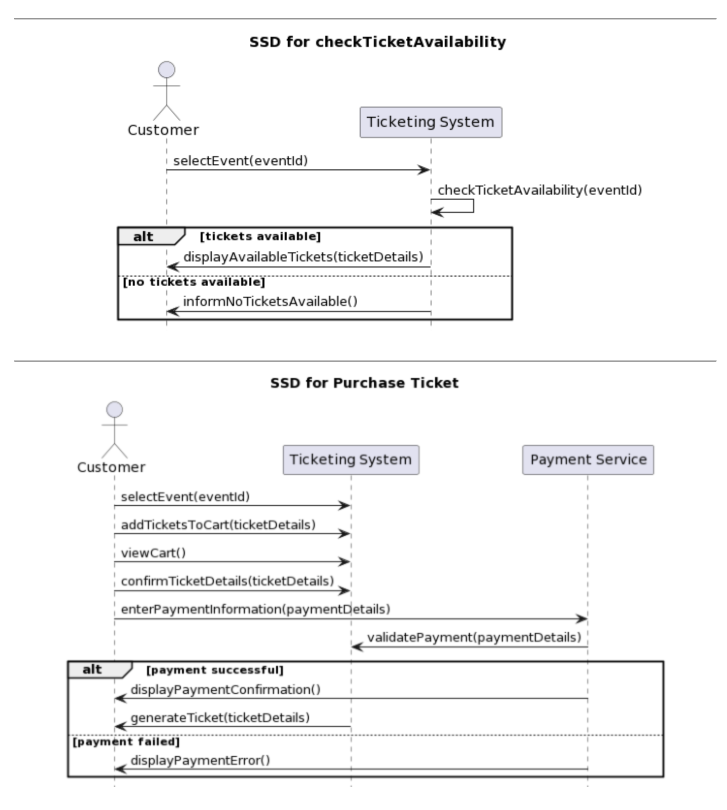 SSD for checkTicketAvailability
Customer
Ticketing System
selectEvent(eventId)
checkTicketAvailability(eventId)
alt [tickets available]
displayAvailableTickets(ticketDetails)
[no tickets available]
informNoTicketsAvailable()
SSD for Purchase Ticket
Customer
Ticketing System
Payment Service
selectEvent(eventId)
addTicketsToCart(ticketDetails)
viewCart()
confirmTicketDetails(ticketDetails)
enterPaymentInformation(paymentDetails)
validatePayment(paymentDetails)
alt [payment successful]
displayPaymentConfirmation()
generateTicket(ticketDetails)
[payment failed]
displayPaymentError()